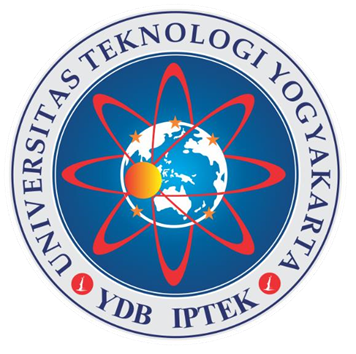 UNIVERSITAS TEKNOLOGI YOGYAKARTA
YDB IPTEK